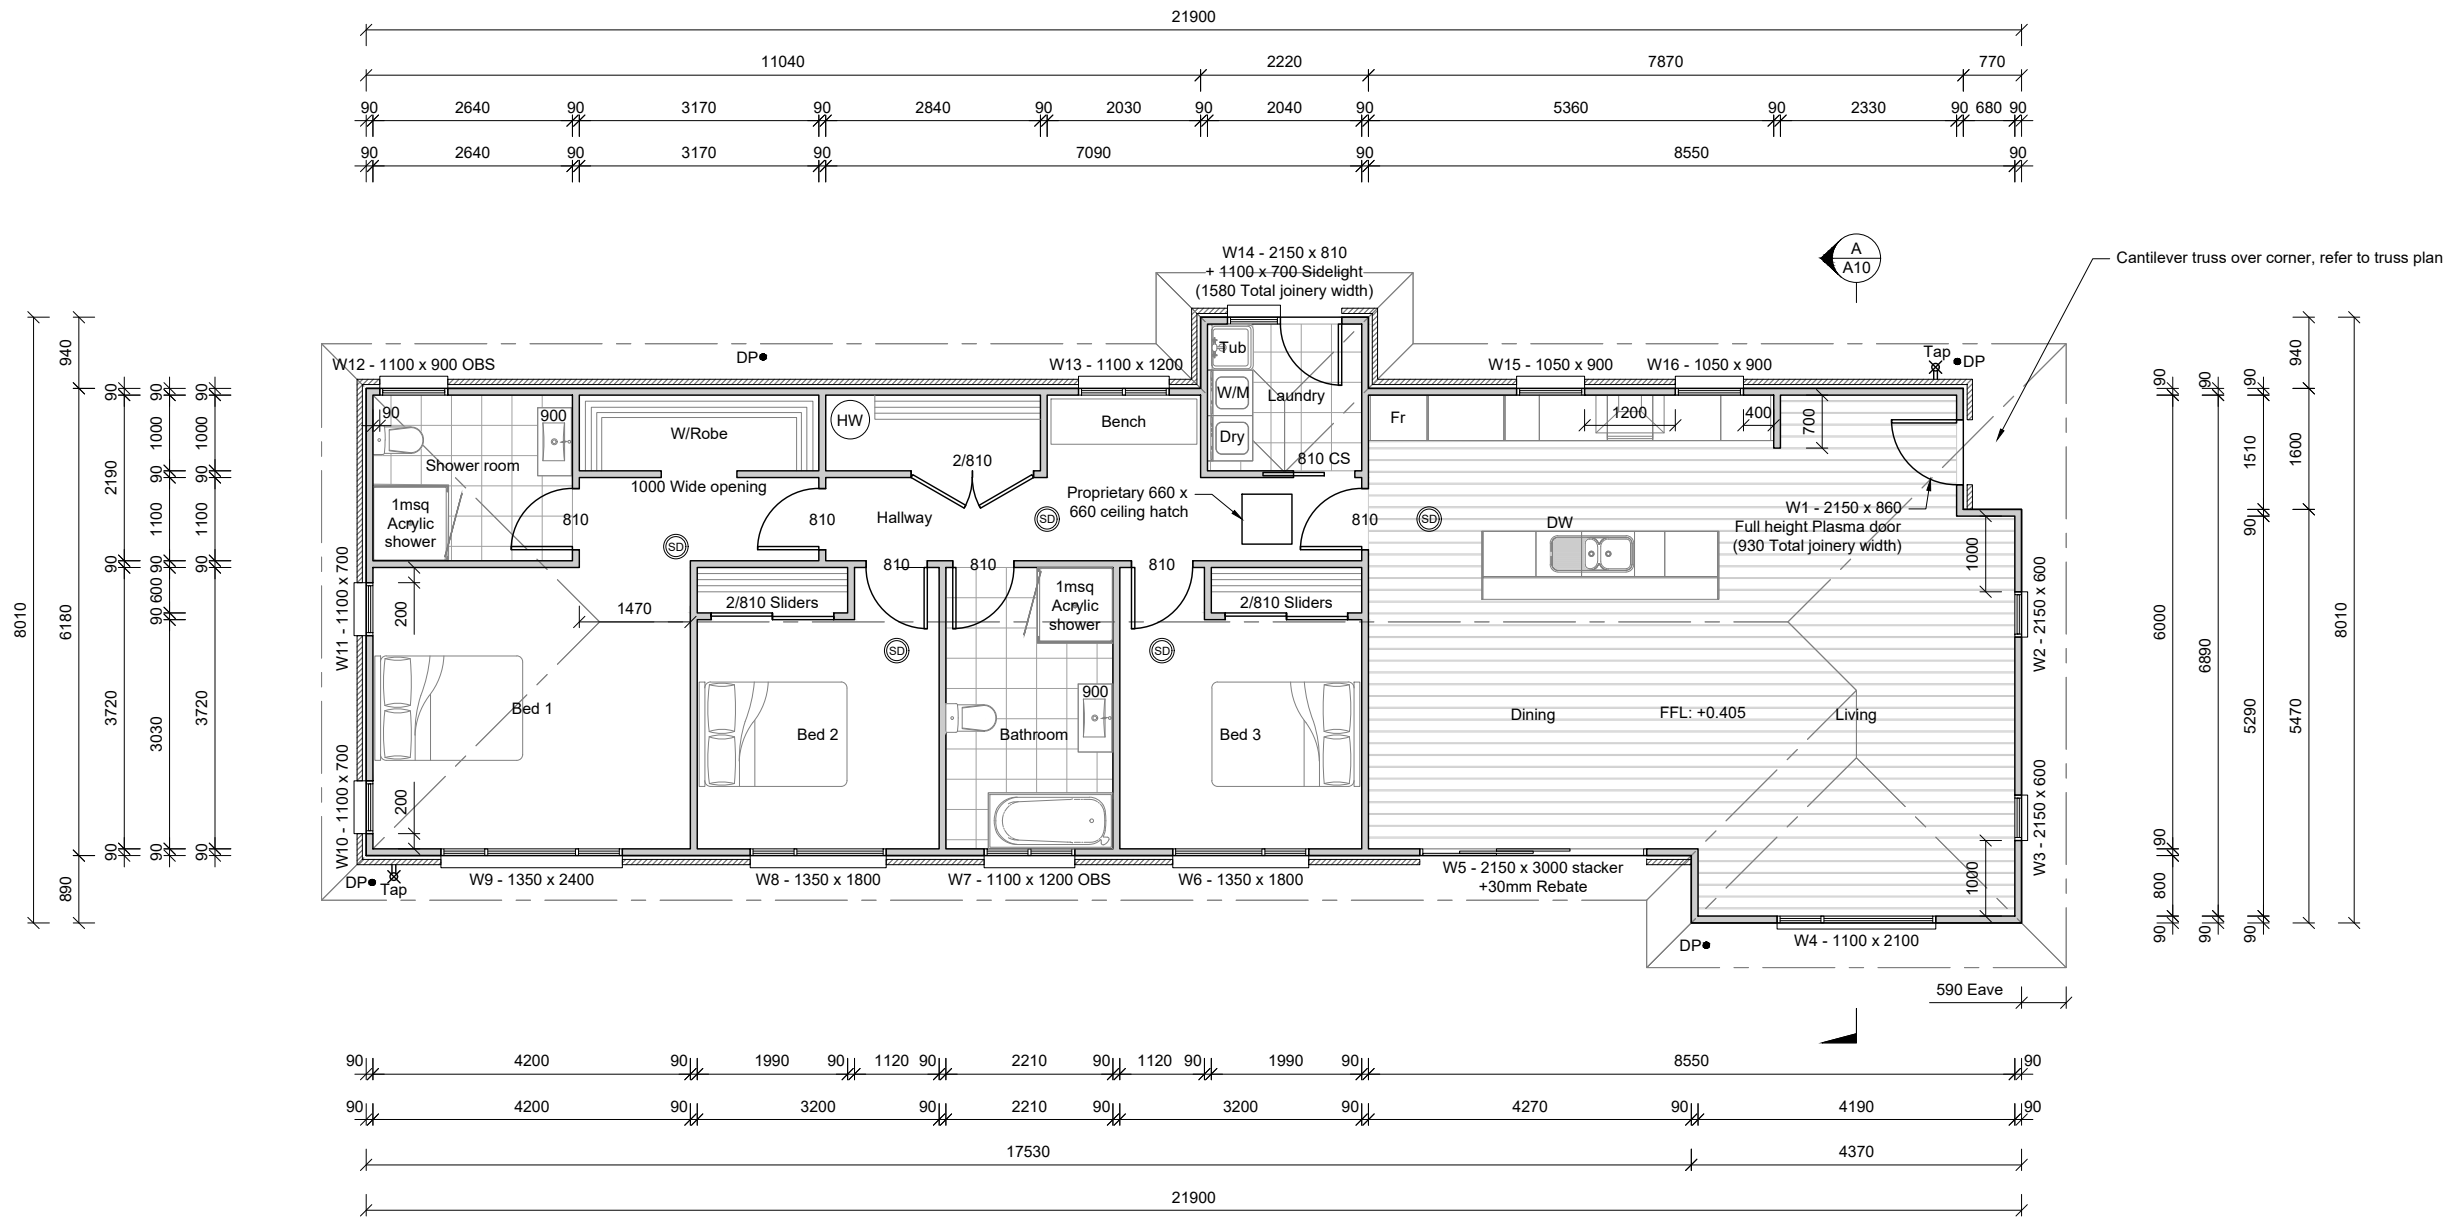 21900
11040 2220 7870 770
90 2640 90 3170 90 2840 90 2030 90 2040 90 5360 90 2330 90 680 90
90 2640 90 3170 90 7090 90 8550 90
W14 - 2150 x 810
+ 1100 x 700 Sidelight
(1580 Total joinery width)
A
A10
Cantilever truss over corner, refer to truss plan
W12 - 1100 x 900 OBS
DP
W13 - 1100 x 1200
W15 - 1050 x 900
W16 - 1050 x 900
Tap
DP
90
900
Shower room
1msq
Acrylic
shower
810
W/Robe
1000 Wide opening
HW
2/810
810
Hallway
Bench
SD
SD
Tub
W/M
Dry
Laundry
810 CS
Proprietary 660 x
660 ceiling hatch
810
SD
Fr
1200
400
700
DW
W1 - 2150 x 860
Full height Plasma door
(930 Total joinery width)
1000
W2 - 2150 x 600
W11 - 1100 x 700
200
1470
2/810 Sliders
810
810
810
1msq
Acrylic
shower
2/810 Sliders
SD
SD
Bed 1
Bed 2
Bathroom
900
Bed 3
Dining
FFL: +0.405
Living
W10 - 1100 x 700
200
W3 - 2150 x 600
1000
DP
Tap
W9 - 1350 x 2400
W8 - 1350 x 1800
W7 - 1100 x 1200 OBS
W6 - 1350 x 1800
W5 - 2150 x 3000 stacker
+30mm Rebate
W4 - 1100 x 2100
DP
590 Eave
8010
940
6180
890
90
2190
90
3720
90
90
1000
90
1100
90
600
90
3030
90
90
1000
90
1100
90
3720
90
90
6000
90
800
90
90
6890
90
90
1510
90
5290
90
940
1600
5470
8010
90 4200 90 1990 90 1120 90 2210 90 1120 90 1990 90 8550 90
90 4200 90 3200 90 2210 90 3200 90 4270 90 4190 90
17530 4370
21900